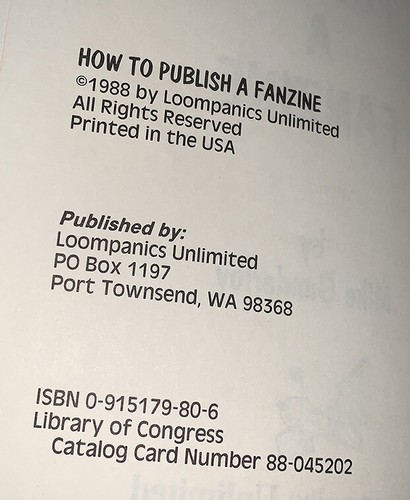 HOW TO PUBLISH A FANZINE
©1988 by Loompanics Unlimited
All Rights Reserved
Printed in the USA
Published by:
Loompanics Unlimited
PO Box 1197
Port Townsend, WA 98368
ISBN 0-915179-80-6
Library of Congress
Catalog Card Number 88-045202